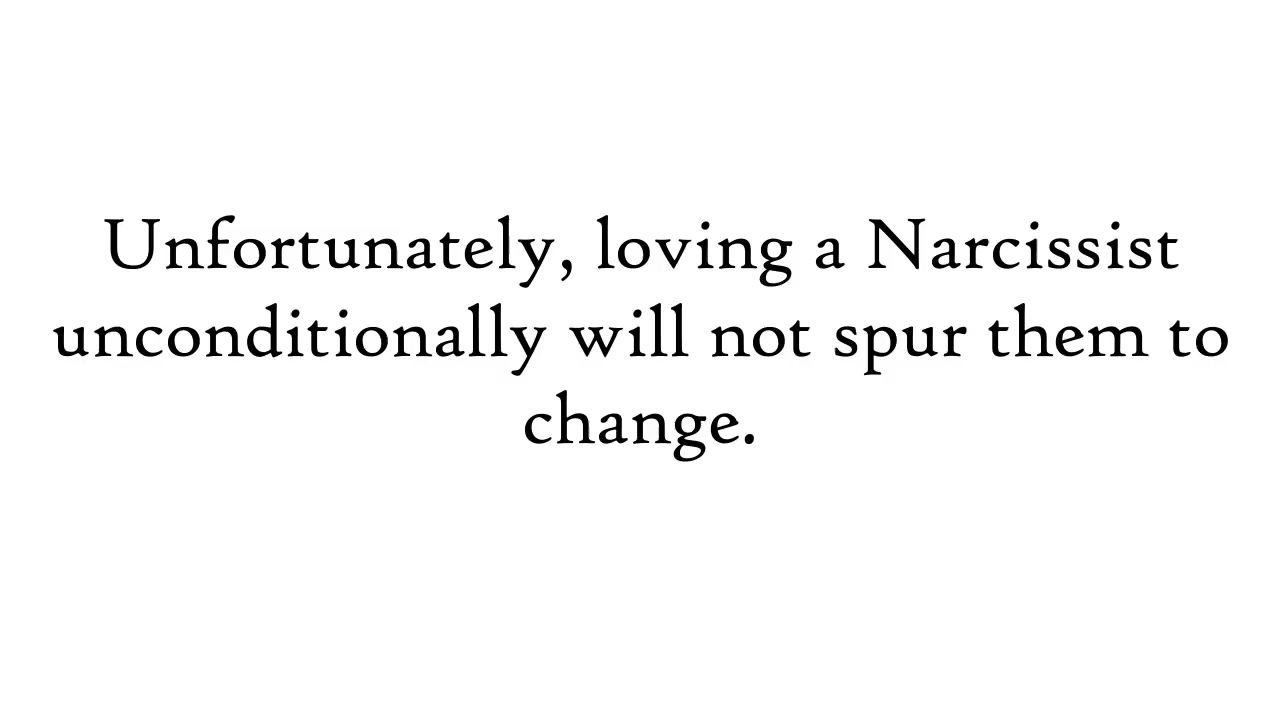 Unfortunately, loving a Narcissist
unconditionally will not spur them to
change.